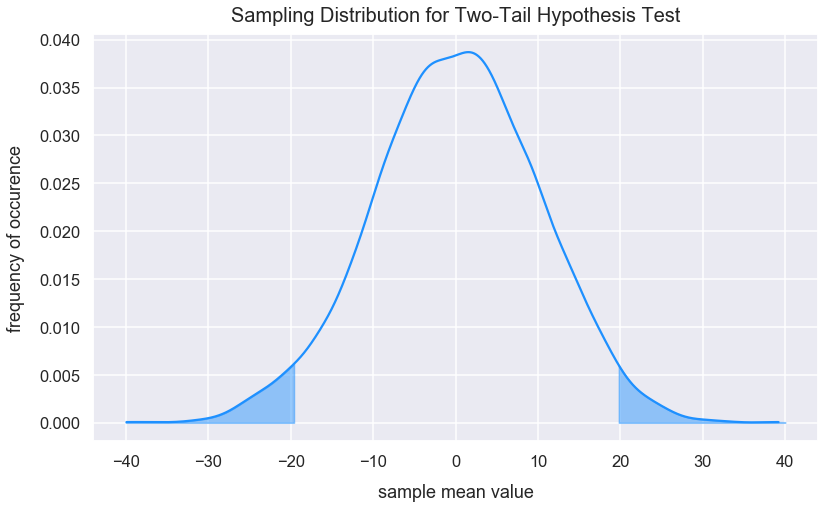 Sampling Distribution for Two-Tail Hypothesis Test
0.040
0.035
0.030
0.025
0.020
0.015
0.010
0.005
0.000
frequency of occurence
−40 −30 −20 −10 0 10 20 30 40
sample mean value